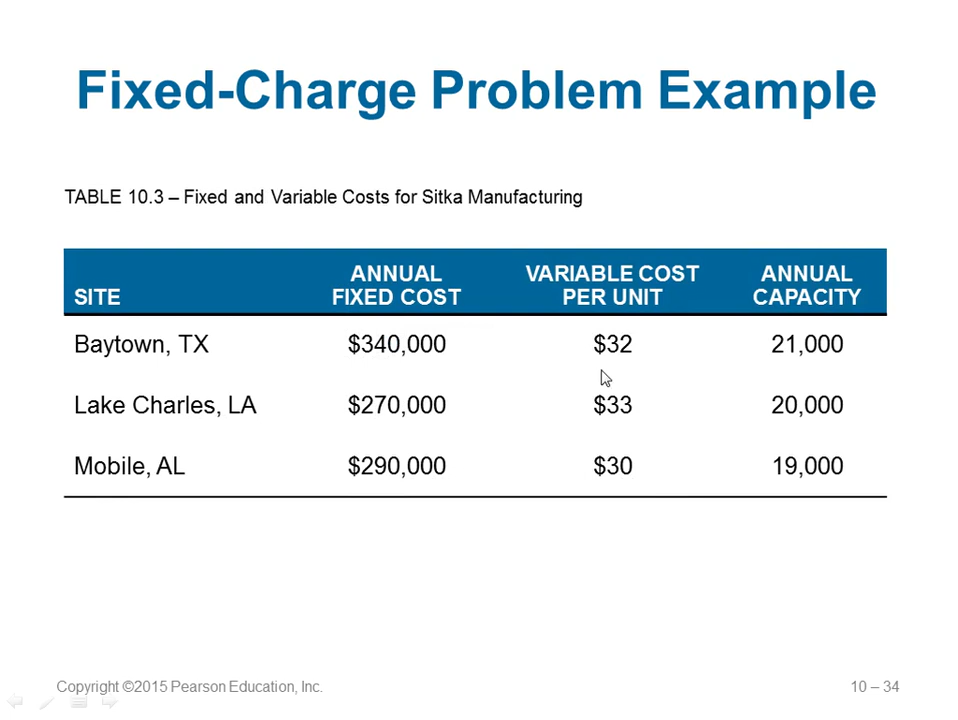 Fixed-Charge Problem Example
TABLE 10.3 – Fixed and Variable Costs for Sitka Manufacturing
SITE ANNUAL FIXED COST VARIABLE COST PER UNIT ANNUAL CAPACITY
Baytown, TX $340,000 $32 21,000
Lake Charles, LA $270,000 $33 20,000
Mobile, AL $290,000 $30 19,000
Copyright ©2015 Pearson Education, Inc. 10 – 34